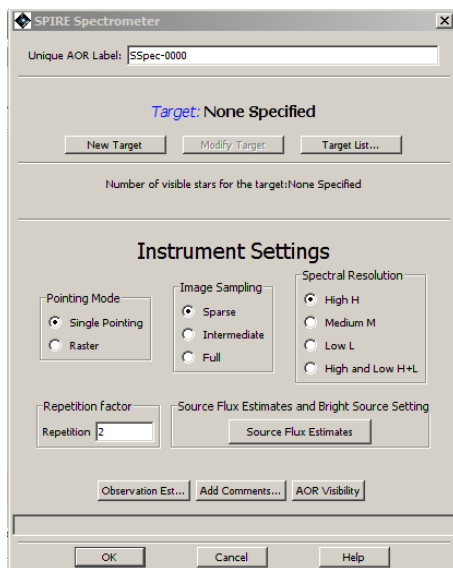 SPIRE Spectrometer
Unique AOR Label: SSpec-0000
Target: None Specified
New Target Modify Target Target List...
Number of visible stars for the target:None Specified
Instrument Settings
Pointing Mode
Single Pointing
Raster
Image Sampling
Sparse
Intermediate
Full
Spectral Resolution
High H
Medium M
Low L
High and Low H+L
Repetition factor
Repetition 2
Source Flux Estimates and Bright Source Setting
Source Flux Estimates
Observation Est... Add Comments... AOR Visibility
OK Cancel Help